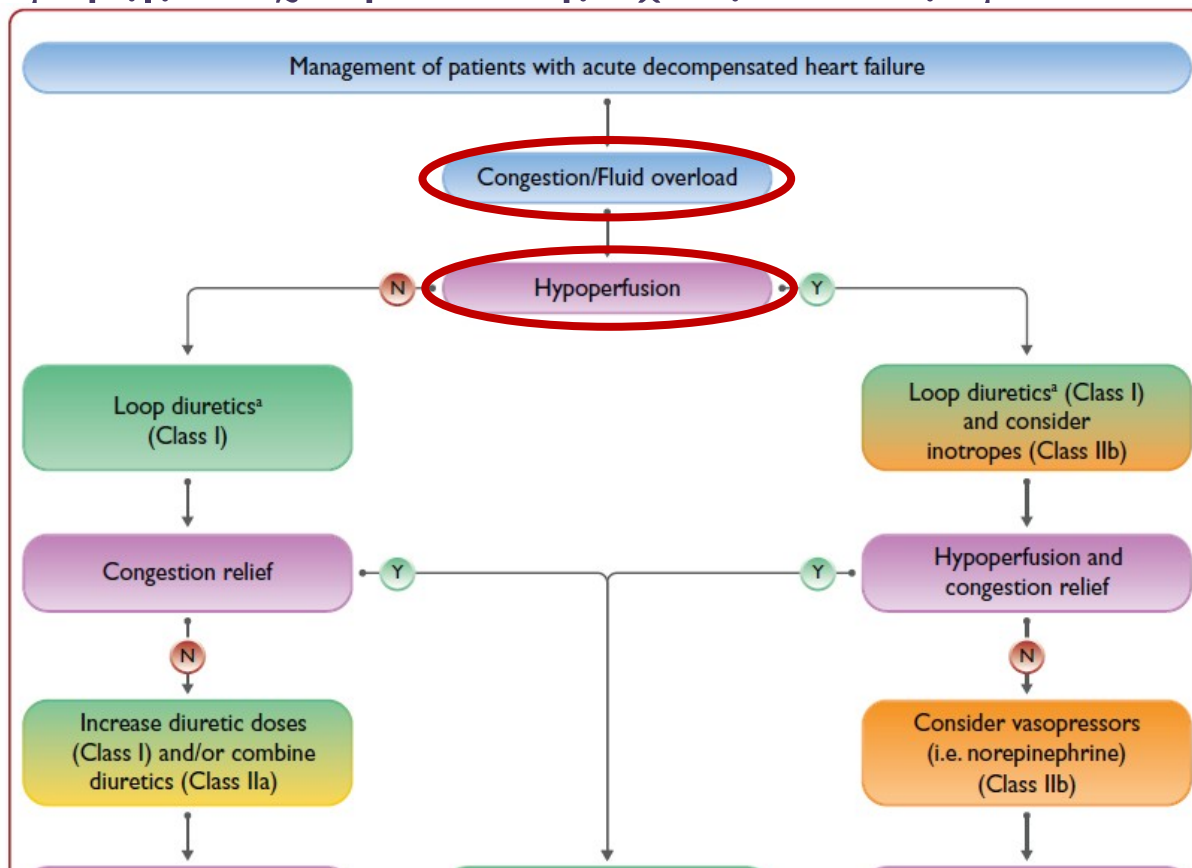 Management of patients with acute decompensated heart failure
Congestion/Fluid overload
Hypoperfusion
N
Y
Loop diureticsᵃ
(Class I)
Loop diureticsᵃ (Class I)
and consider
inotropes (Class IIb)
Congestion relief
Y
Y
Hypoperfusion and
congestion relief
N
N
Increase diuretic doses
(Class I) and/or combine
diuretics (Class IIa)
Consider vasopressors
(i.e. norepinephrine)
(Class IIb)